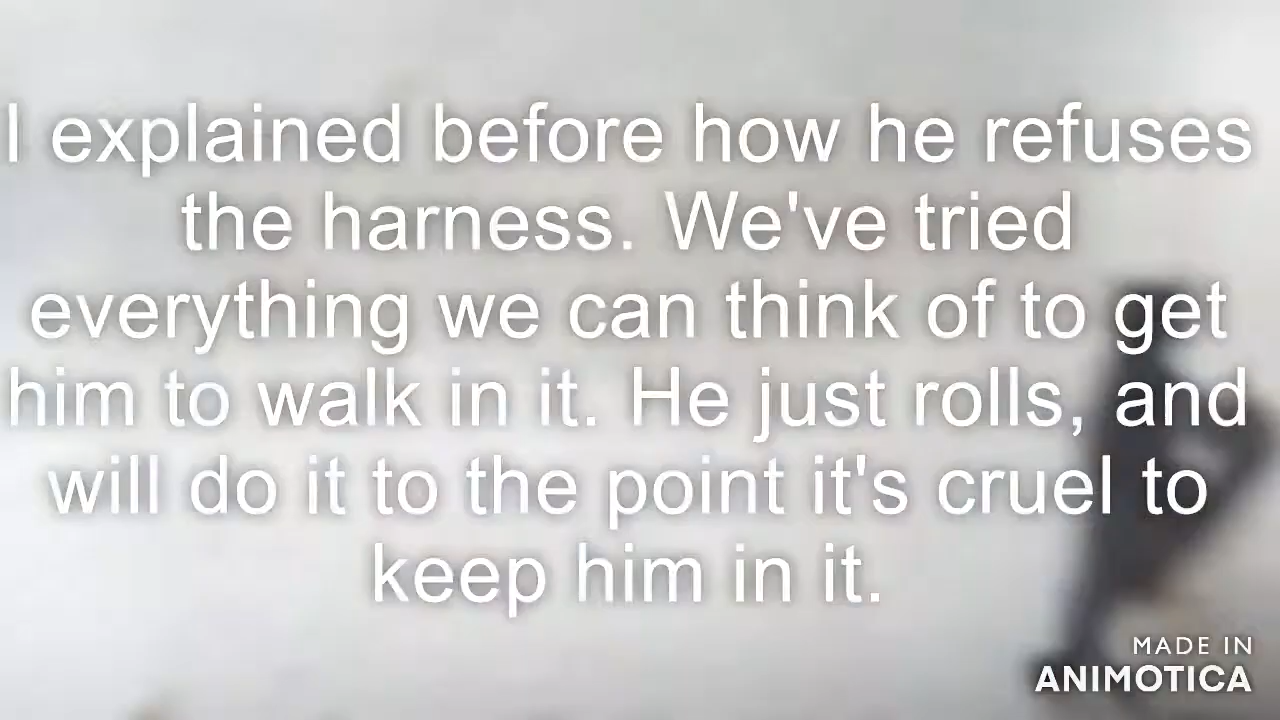 I explained before how he refuses
the harness. We've tried
everything we can think of to get
him to walk in it. He just rolls, and
will do it to the point it's cruel to
keep him in it.
MADE IN
ANIMOTICA